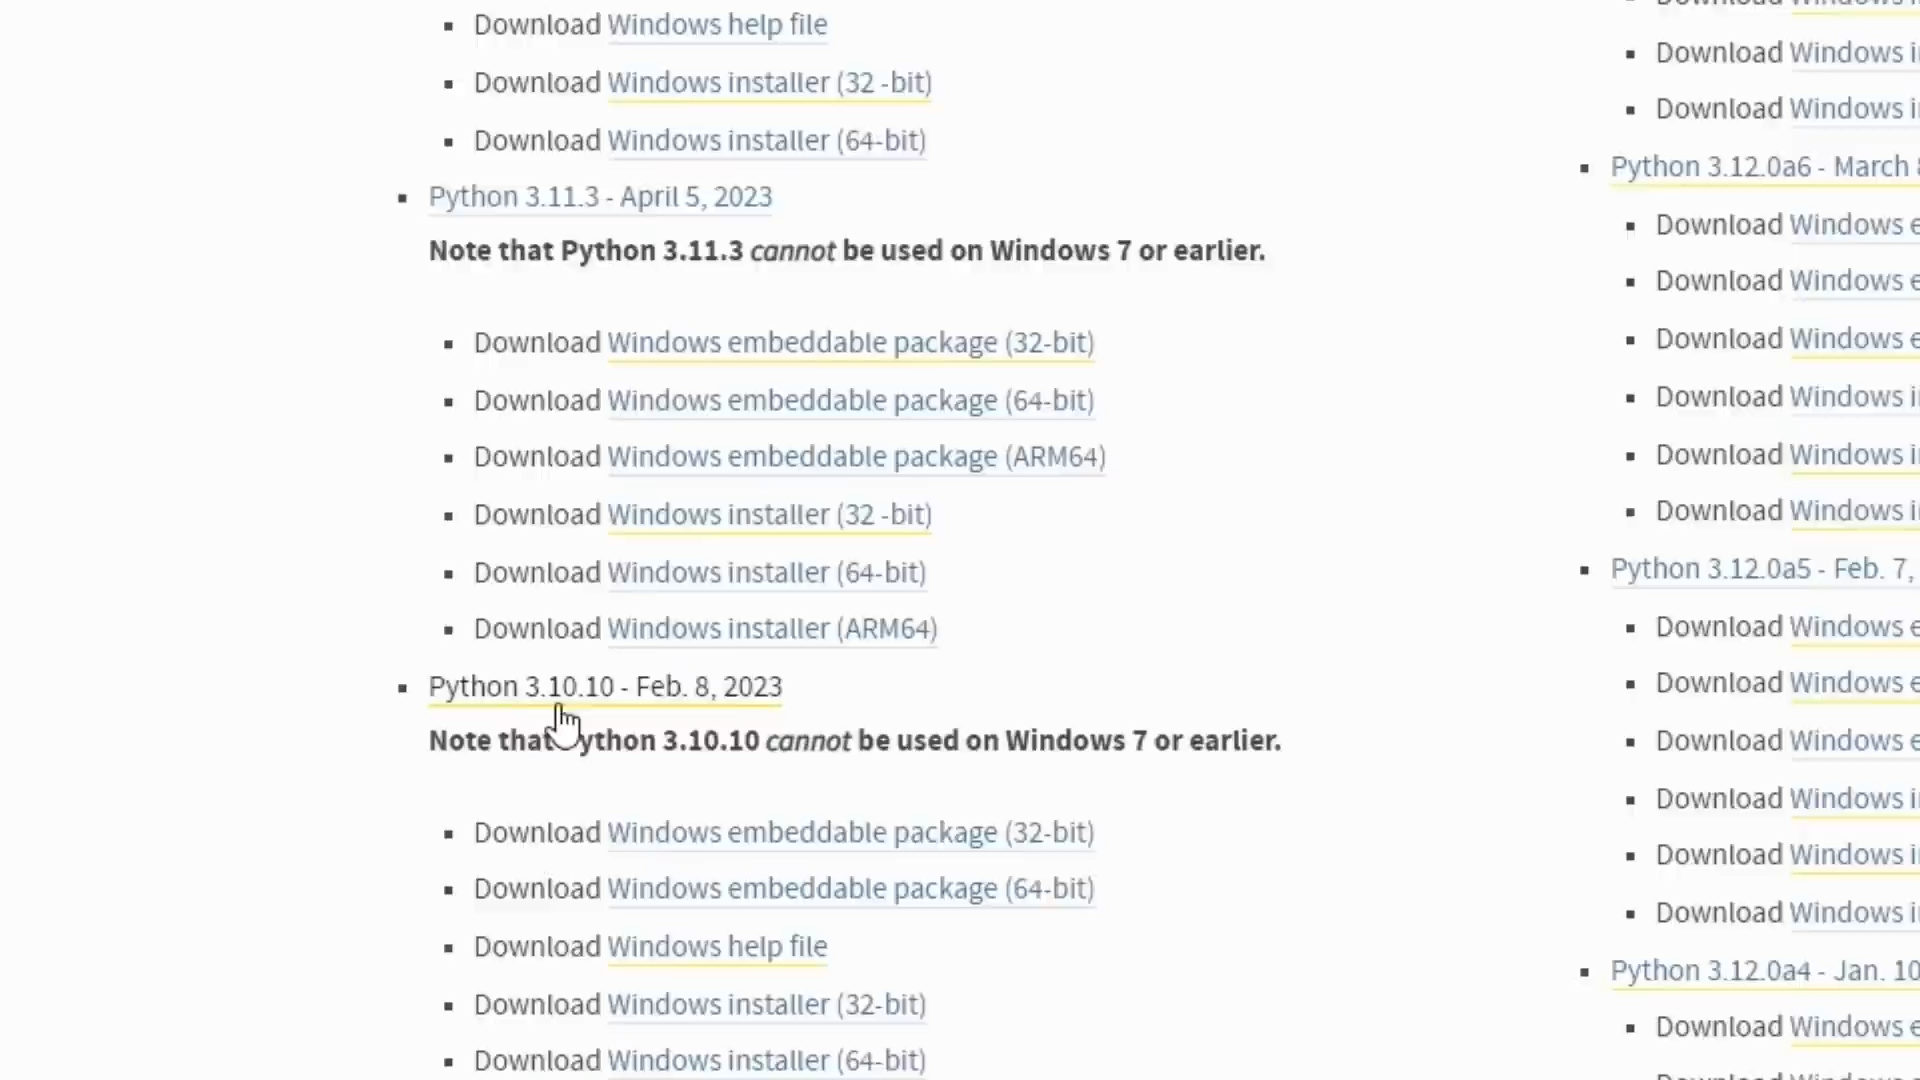 Download Windows help file
Download Windows installer (32 -bit)
Download Windows installer (64-bit)
Python 3.11.3 - April 5, 2023
Note that Python 3.11.3 cannot be used on Windows 7 or earlier.
Download Windows embeddable package (32-bit)
Download Windows embeddable package (64-bit)
Download Windows embeddable package (ARM64)
Download Windows installer (32 -bit)
Download Windows installer (64-bit)
Download Windows installer (ARM64)
Python 3.10.10 - Feb. 8, 2023
Note that Python 3.10.10 cannot be used on Windows 7 or earlier.
Download Windows embeddable package (32-bit)
Download Windows embeddable package (64-bit)
Download Windows help file
Download Windows installer (32-bit)
Download Windows installer (64-bit)
Download Windows
Download Windows
Python 3.12.0a6 - March
Download Windows
Download Windows
Download Windows
Download Windows
Download Windows
Download Windows
Python 3.12.0a5 - Feb. 7,
Download Windows
Download Windows
Download Windows
Download Windows
Download Windows
Download Windows
Python 3.12.0a4 - Jan. 10
Download Windows